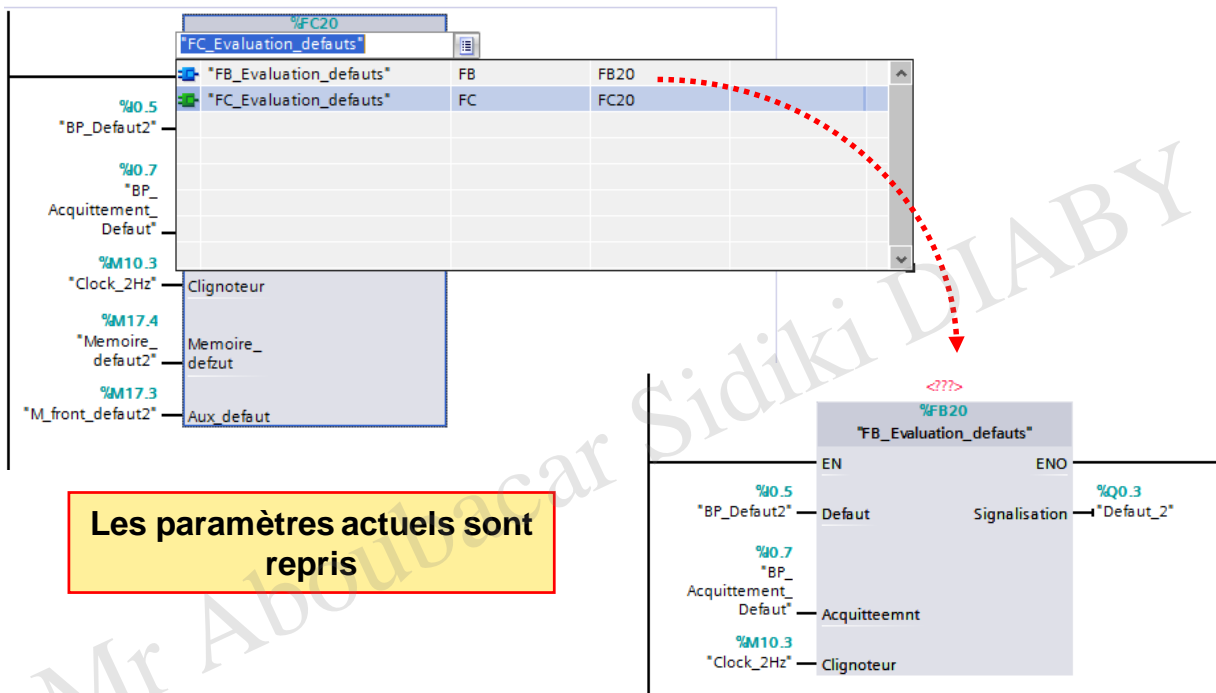 %FC20
"FC_Evaluation_defauts"
"FB_Evaluation_defauts" FB FB20
"FC_Evaluation_defauts" FC FC20
%I0.5
"BP_Defaut2"
%I0.7
"BP_
Acquittement_
Defaut"
%M10.3
"Clock_2Hz"
Clignoteur
%M17.4
"Memoire_
defaut2"
Memoire_
defzut
%M17.3
"M_front_defaut2"
Aux_defaut
Les paramètres actuels sont
repris
<???>
%FB20
"FB_Evaluation_defauts"
EN ENO
%I0.5
"BP_Defaut2"
Defaut
Signalisation
%Q0.3
"Defaut_2"
%I0.7
"BP_
Acquittement_
Defaut"
Acquitteemnt
%M10.3
"Clock_2Hz"
Clignoteur
Mr Aboubacar Sidiki DIABY